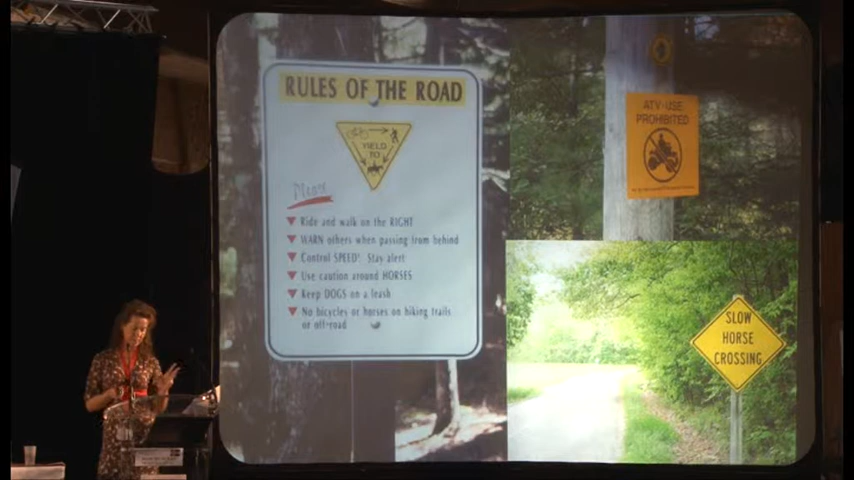 RULES OF THE ROAD
YIELD
TO
Ride and walk on the RIGHT
WARN others when passing from behind
Control SPEED! Stay alert
Use caution around HORSES
Keep DOGS on a leash
No bicycles or horses on hiking trails
or off-road
ATV-USE
PROHIBITED
SLOW
HORSE
CROSSING